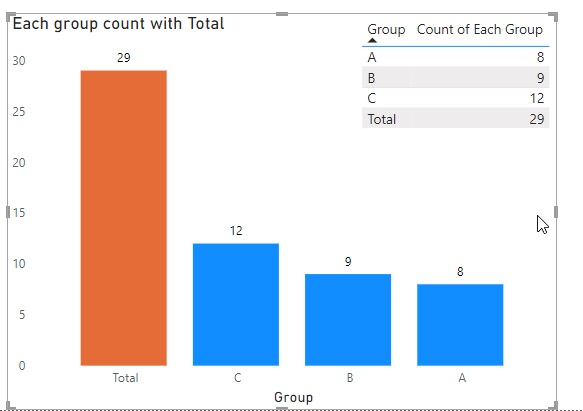 Each group count with Total
Group Count of Each Group
A 8
B 9
C 12
Total 29
30
25
20
15
10
5
0
29
12
9
8
Total C B A
Group